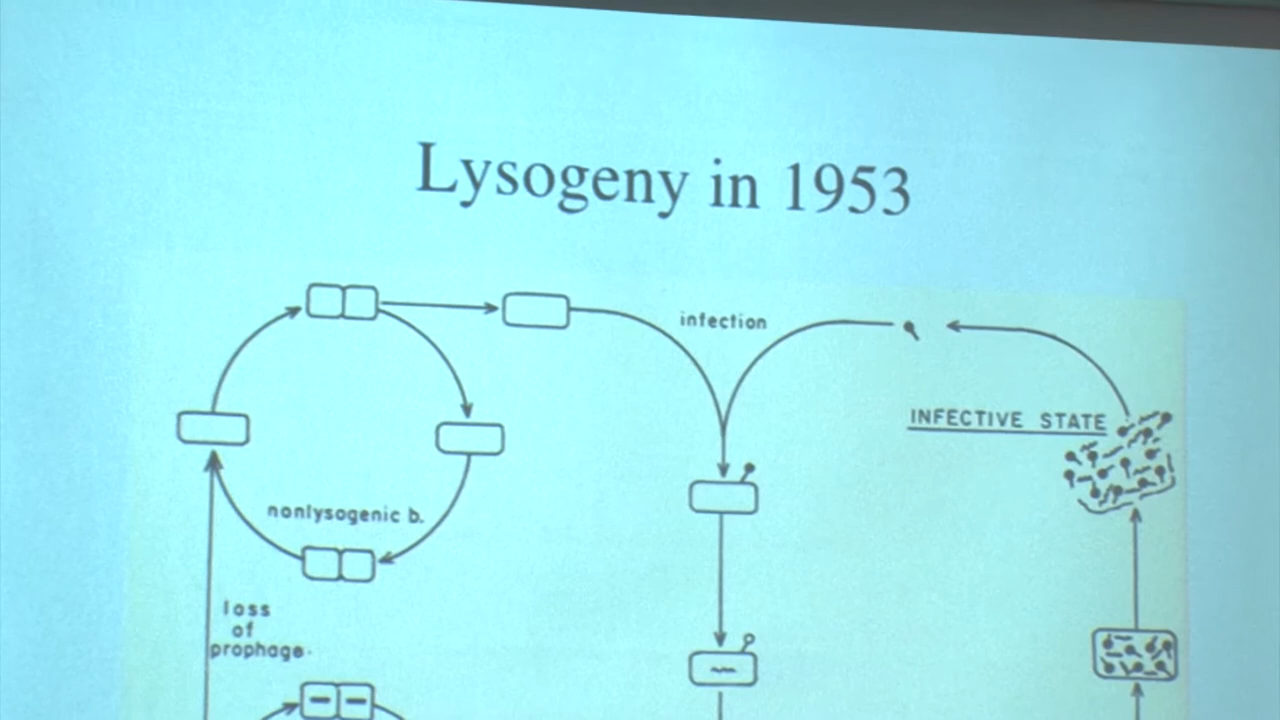 Lysogeny in 1953
infection
INFECTIVE STATE
nonlysogenic b.
loss
of
prophage